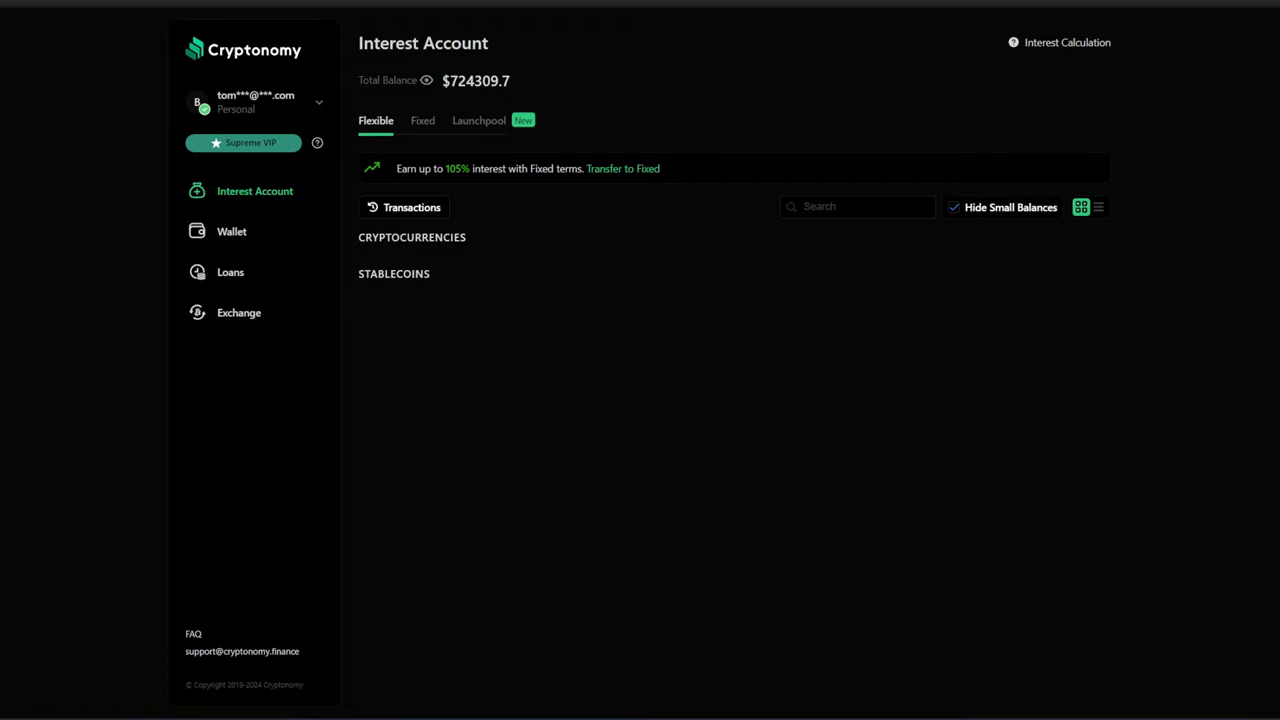 Cryptonomy
tom***@***.com
Personal
Supreme VIP
Interest Account
Wallet
Loans
Exchange
FAQ
support@cryptonomy.finance
© Copyright 2019-2024 Cryptonomy
Interest Account
Interest Calculation
Total Balance $724309.7
Flexible Fixed Launchpool New
Earn up to 105% interest with Fixed terms. Transfer to Fixed
Transactions Search Hide Small Balances
CRYPTOCURRENCIES
STABLECOINS